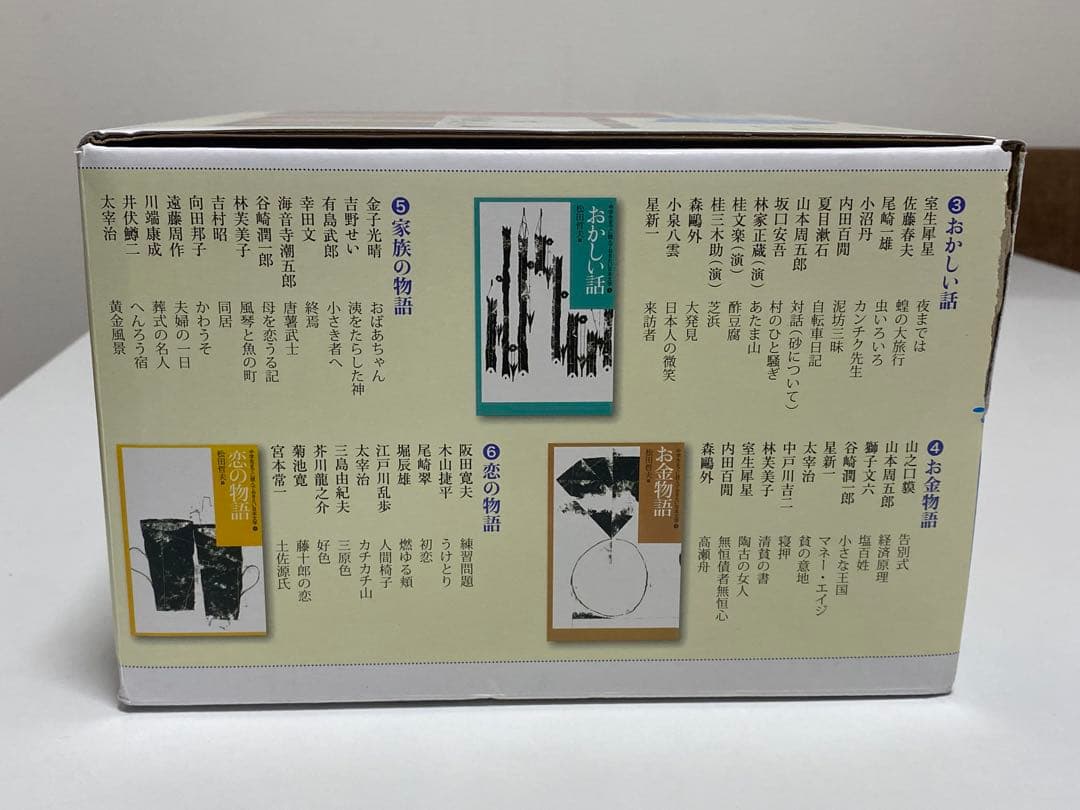 ❸おかしい話
室生犀星 夜までは
佐藤春夫 蝗の大旅行
尾崎一雄 虫いろいろ
小沼丹 カンチク先生
内田百閒 泥坊三昧
夏目漱石 自転車日記
山本周五郎 対話(砂について)
坂口安吾 村のひと騒ぎ
林家正蔵(演) あたま山
桂文楽(演) 酢豆腐
桂三木助(演) 芝浜
森鷗外 大発見
小泉八雲 日本人の微笑
星新一 来訪者
おかしい話
松田哲夫 編
❺家族の物語
金子光晴 おばあちゃん
吉野せい 洟をたらした神
有島武郎 小さき者へ
幸田文 終焉
海音寺潮五郎 唐薯武士
谷崎潤一郎 母を恋うる記
林芙美子 風琴と魚の町
吉村昭 同居
向田邦子 かわうそ
遠藤周作 夫婦の一日
川端康成 葬式の名人
井伏鱒二 へんろう宿
太宰治 黄金風景
❹お金物語
山之口貘 告別式
山本周五郎 経済原理
獅子文六 塩百姓
谷崎潤一郎 小さな王国
星新一 マネー・エイジ
太宰治 貧の意地
中戸川吉二 寝押
林芙美子 清貧の書
室生犀星 陶古の女人
内田百閒 無恒債者無恒心
森鷗外 高瀬舟
お金物語
松田哲夫 編
❻恋の物語
阪田寛夫 練習問題
木山捷平 うけとり
尾崎翠 初恋
堀辰雄 燃ゆる頰
江戸川乱歩 人間椅子
太宰治 カチカチ山
三島由紀夫 三原色
芥川龍之介 好色
菊池寛 藤十郎の恋
宮本常一 土佐源氏
恋の物語
松田哲夫 編